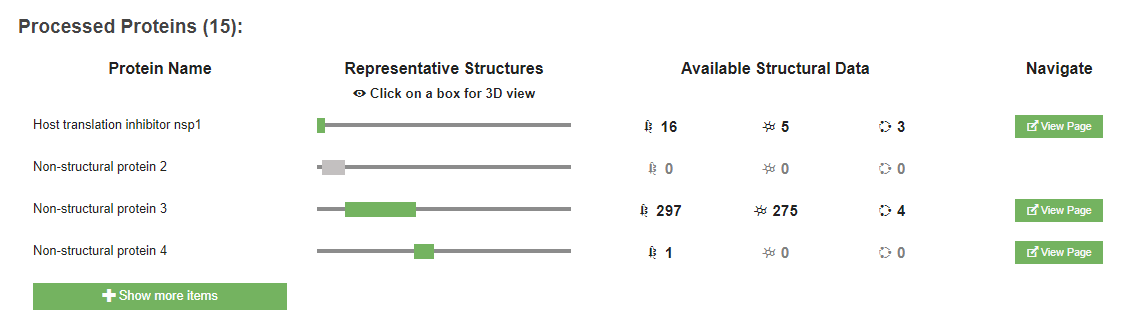 Processed Proteins (15):
Protein Name Representative Structures Available Structural Data Navigate
Click on a box for 3D view
Host translation inhibitor nsp1 16 5 3 View Page
Non-structural protein 2 0 0 0
Non-structural protein 3 297 275 4 View Page
Non-structural protein 4 1 0 0 View Page
Show more items